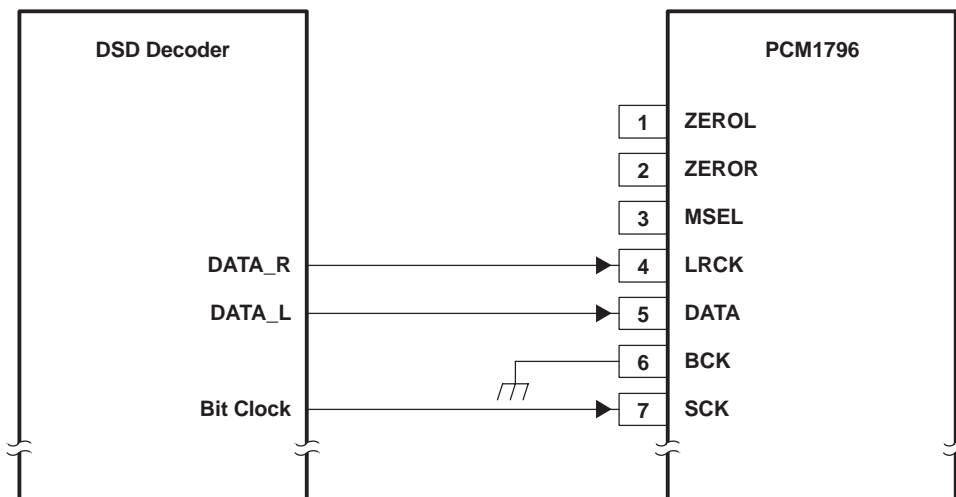 DSD Decoder
PCM1796
1 ZEROL
2 ZEROR
3 MSEL
DATA_R 4 LRCK
DATA_L 5 DATA
6 BCK
Bit Clock 7 SCK